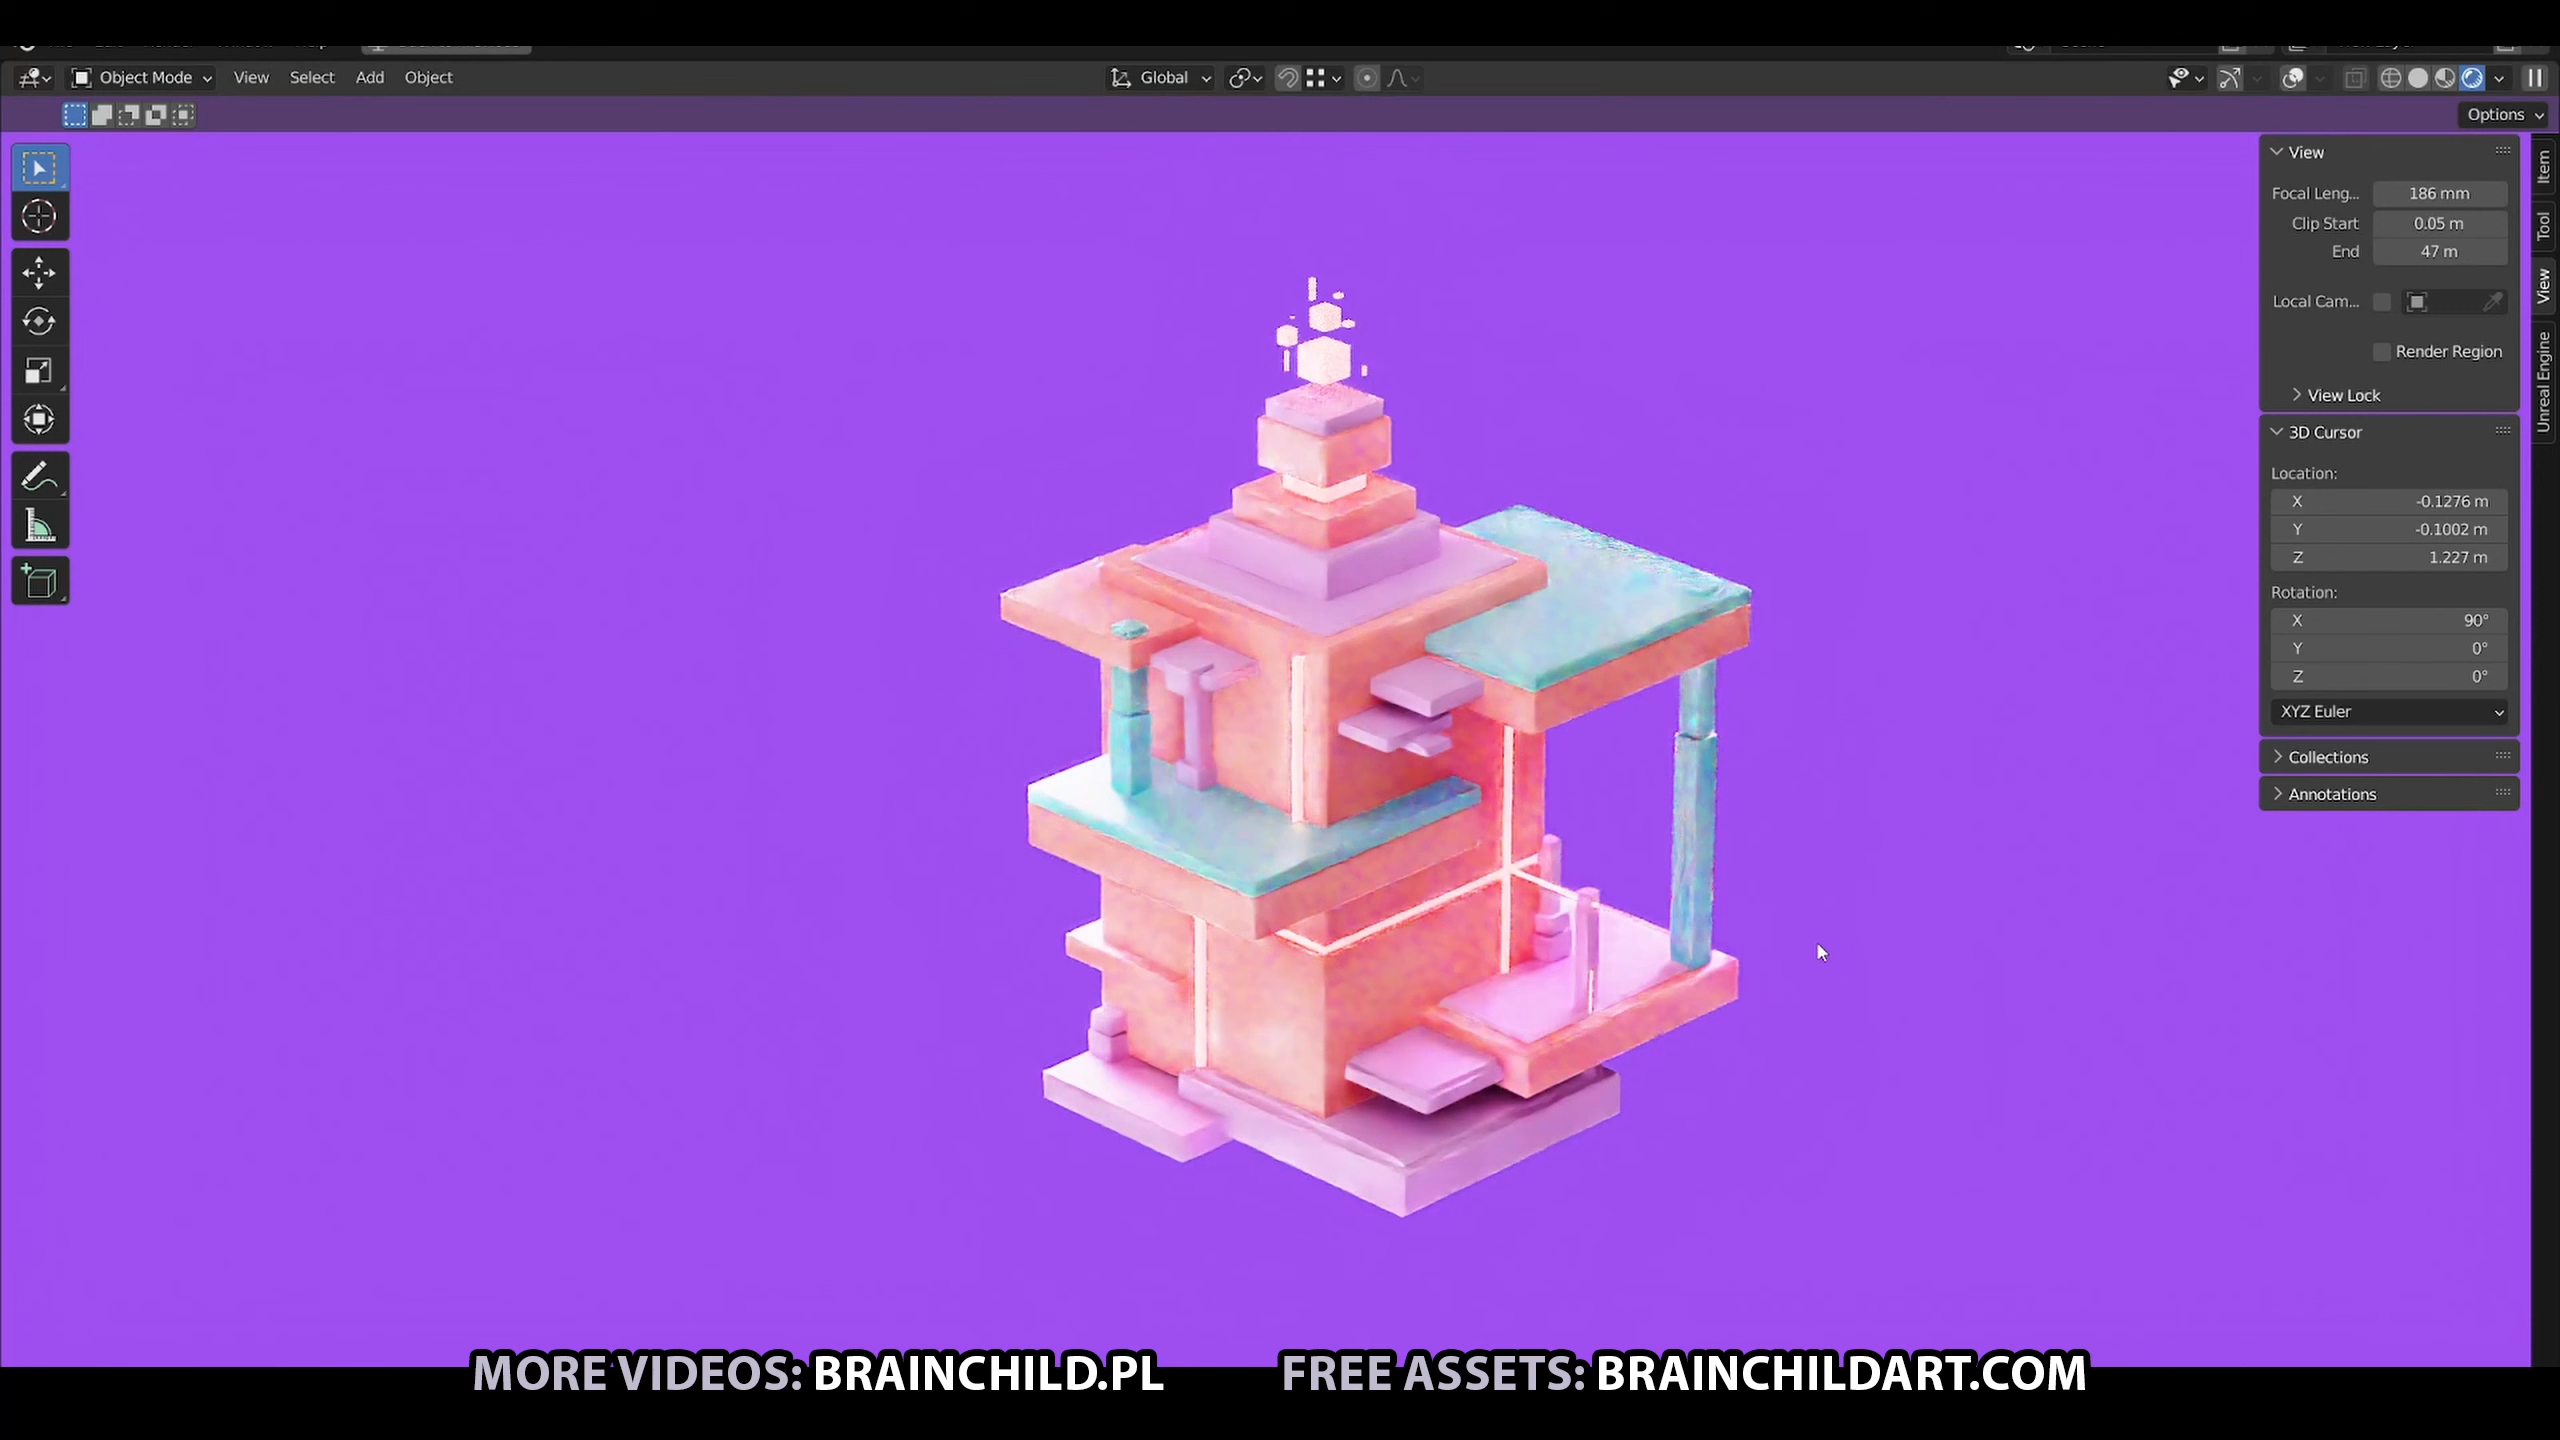 Object Mode View Select Add Object Global
Options
View
Focal Leng... 186 mm
Clip Start 0.05 m
End 47 m
Local Cam...
Render Region
View Lock
3D Cursor
Location:
X -0.1276 m
Y -0.1002 m
Z 1.227 m
Rotation:
X 90°
Y 0°
Z 0°
XYZ Euler
Collections
Annotations
Item
Tool
View
Unreal Engine
MORE VIDEOS: BRAINCHILD.PL FREE ASSETS: BRAINCHILDART.COM